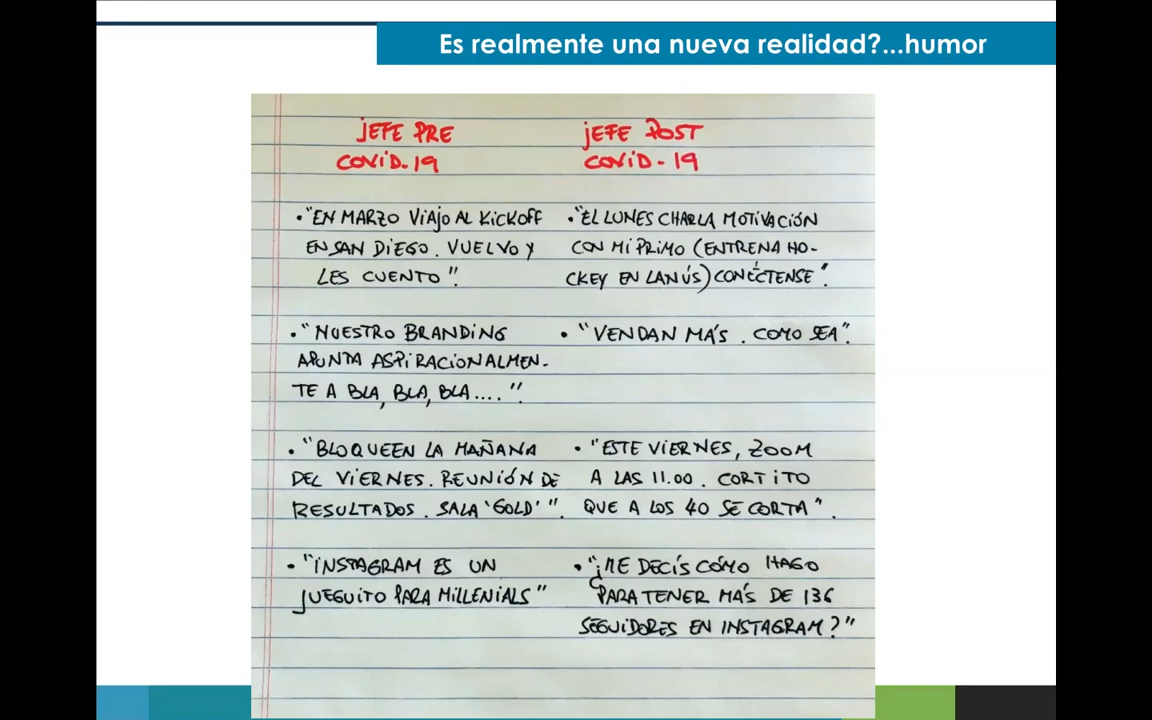 Es realmente una nueva realidad?...humor
JEFE PRE
COVID-19
• "EN MARZO VIAJO AL KICKOFF
EN SAN DIEGO. VUELVO Y
LES CUENTO".
• "NUESTRO BRANDING
APUNTA ASPIRACIONALMEN-
TE A BLA, BLA, BLA...."
• "BLOQUEEN LA MAÑANA
DEL VIERNES. REUNIÓN DE
RESULTADOS. SALA 'GOLD'".
• "INSTAGRAM ES UN
JUEGUITO PARA MILLENIALS"
JEFE POST
COVID-19
• "EL LUNES CHARLA MOTIVACIÓN
CON MI PRIMO (ENTRENA HO-
CKEY EN LANÚS) CONÉCTENSE".
• "VENDAN MÁS. COMO SEA".
• "ESTE VIERNES, ZOOM
A LAS 11.00. CORTITO
QUE A LOS 40 SE CORTA".
• "¿ME DECÍS CÓMO HAGO
PARA TENER MÁS DE 136
SEGUIDORES EN INSTAGRAM?"